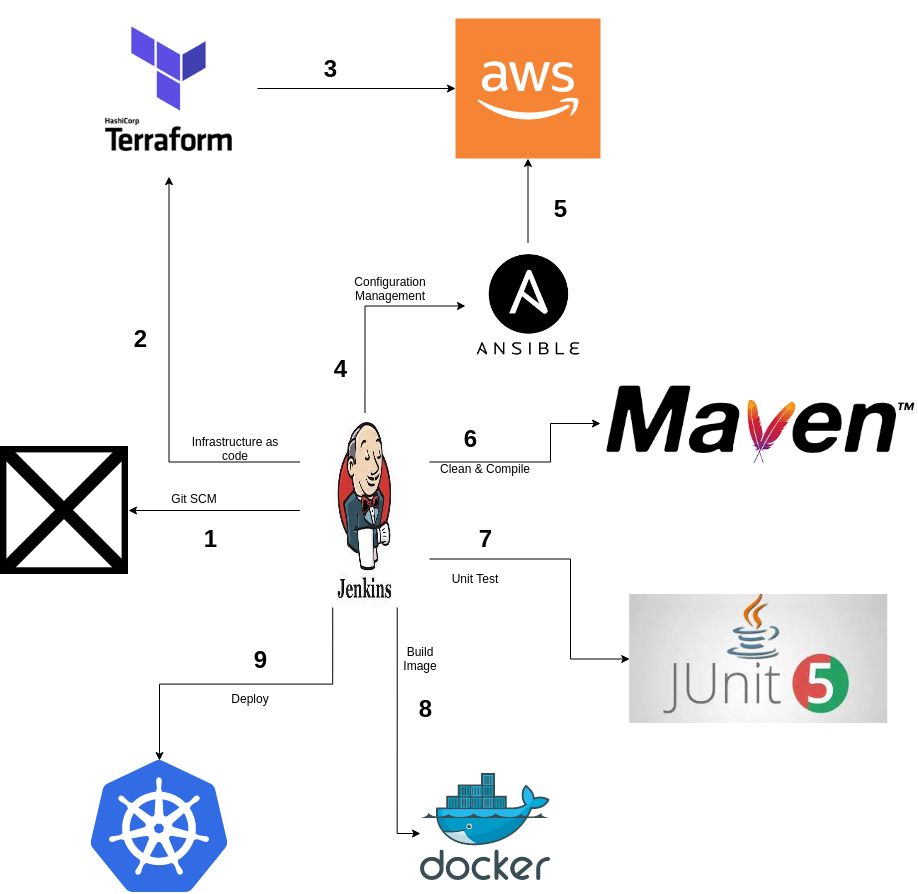 3
aws
HashiCorp
Terraform
5
Configuration
Management
ANSIBLE
2
4
Maven™
6
Infrastructure as
code
Clean & Compile
Git SCM
1
7
Unit Test
Jenkins
JUnit 5
9
Build
Image
Deploy
8
docker